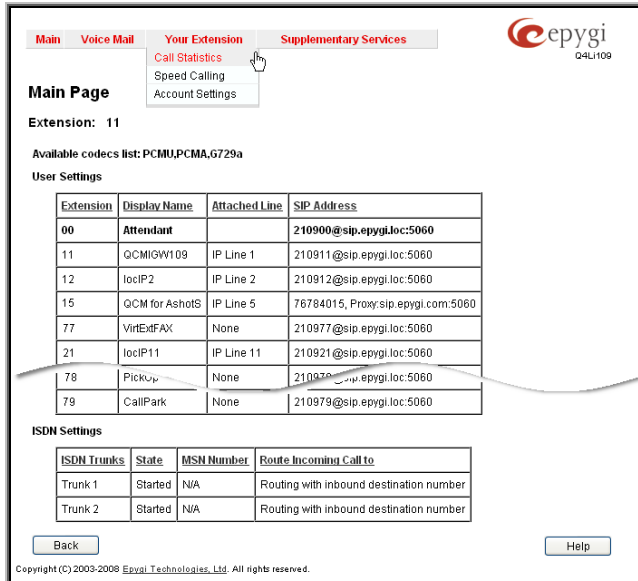 Main Voice Mail Your Extension Supplementary Services
epygi
Q4Li109
Call Statistics
Speed Calling
Account Settings
Main Page
Extension: 11
Available codecs list: PCMU,PCMA,G729a
User Settings
Extension Display Name Attached Line SIP Address
00 Attendant 210900@sip.epygi.loc:5060
11 QCMIGW109 IP Line 1 210911@sip.epygi.loc:5060
12 locIP2 IP Line 2 210912@sip.epygi.loc:5060
15 QCM for AshotS IP Line 5 76784015, Proxy:sip.epygi.com:5060
77 VirtExtFAX None 210977@sip.epygi.loc:5060
21 locIP11 IP Line 11 210921@sip.epygi.loc:5060
78 PickUp None 210978@sip.epygi.loc:5060
79 CallPark None 210979@sip.epygi.loc:5060
ISDN Settings
ISDN Trunks State MSN Number Route Incoming Call to
Trunk 1 Started N/A Routing with inbound destination number
Trunk 2 Started N/A Routing with inbound destination number
Back Help
Copyright (C) 2003-2008 Epygi Technologies, Ltd. All rights reserved.